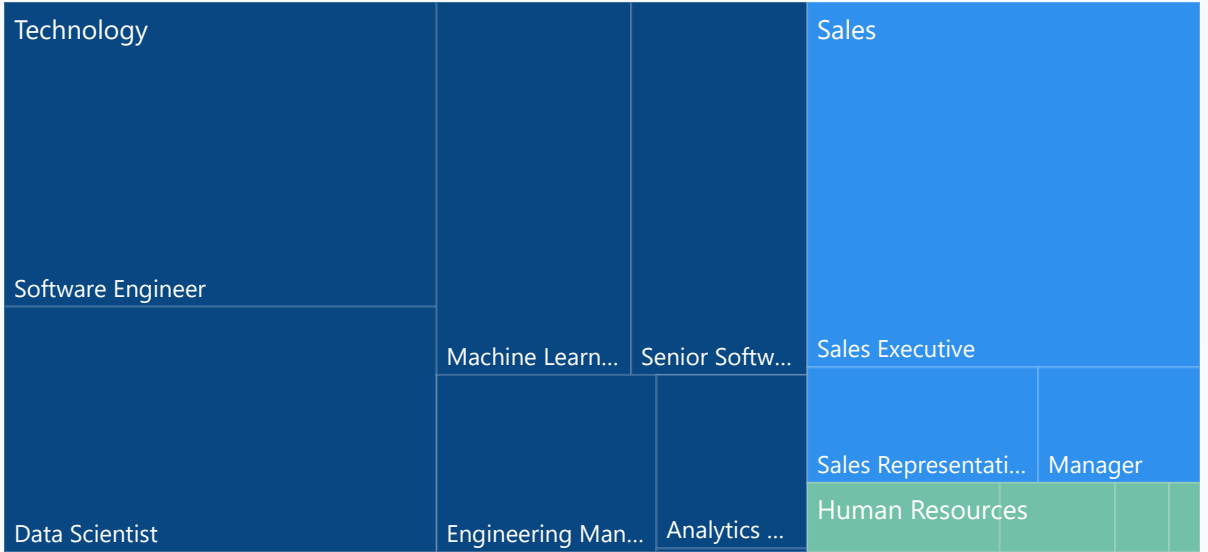 Technology
Software Engineer
Data Scientist
Machine Learn...
Senior Softw...
Engineering Man...
Analytics ...
Sales
Sales Executive
Sales Representati...
Manager
Human Resources